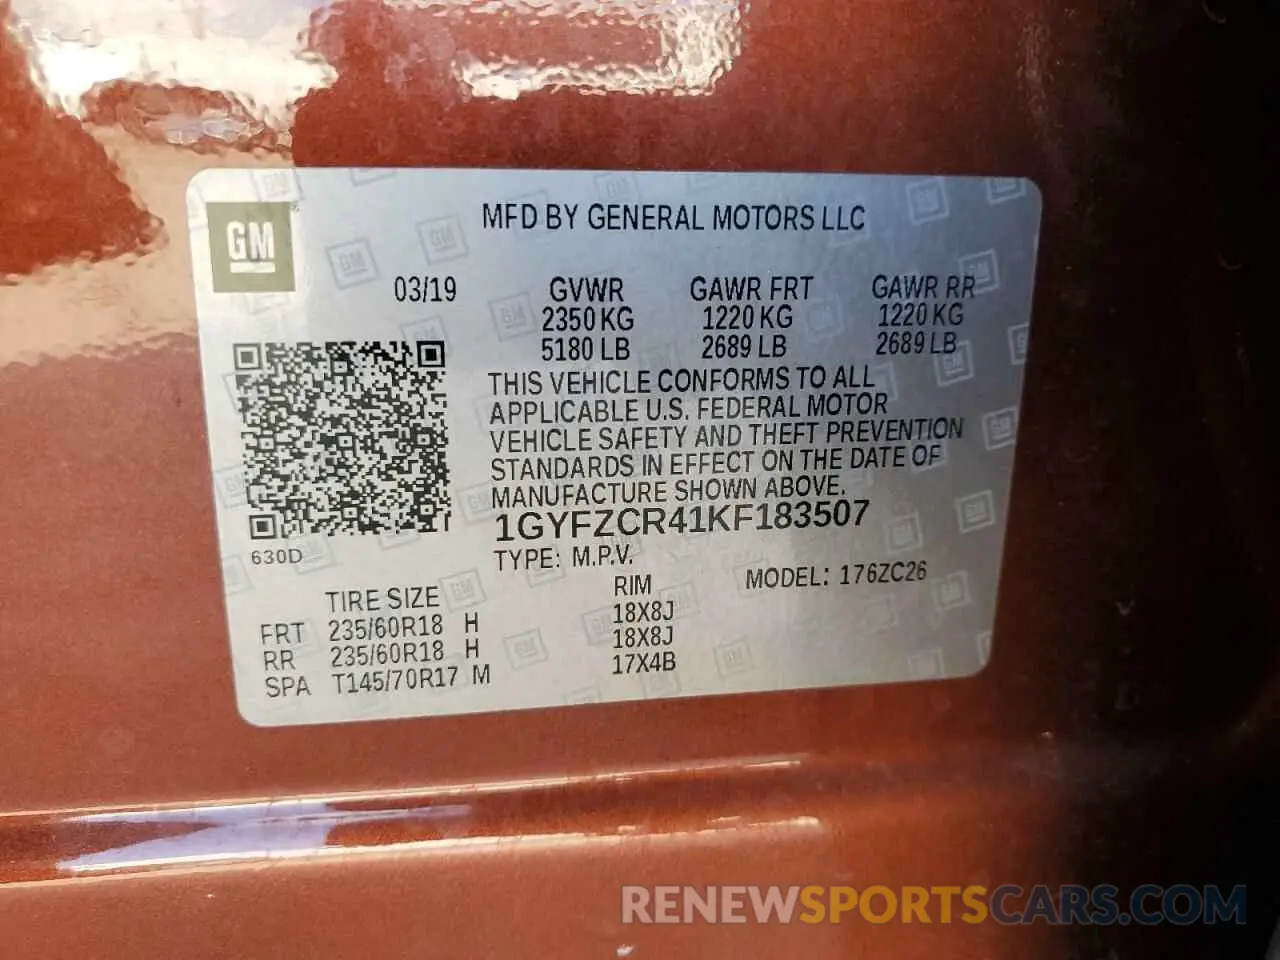 GM
MFD BY GENERAL MOTORS LLC
03/19 GVWR GAWR FRT GAWR RR
2350 KG 1220 KG 1220 KG
5180 LB 2689 LB 2689 LB
THIS VEHICLE CONFORMS TO ALL
APPLICABLE U.S. FEDERAL MOTOR
VEHICLE SAFETY AND THEFT PREVENTION
STANDARDS IN EFFECT ON THE DATE OF
MANUFACTURE SHOWN ABOVE.
1GYFZCR41KF183507
630D
TYPE: M.P.V. MODEL: 176ZC26
TIRE SIZE RIM
FRT 235/60R18 H 18X8J
RR 235/60R18 H 18X8J
SPA T145/70R17 M 17X4B
RENEWSPORTSCARS.COM